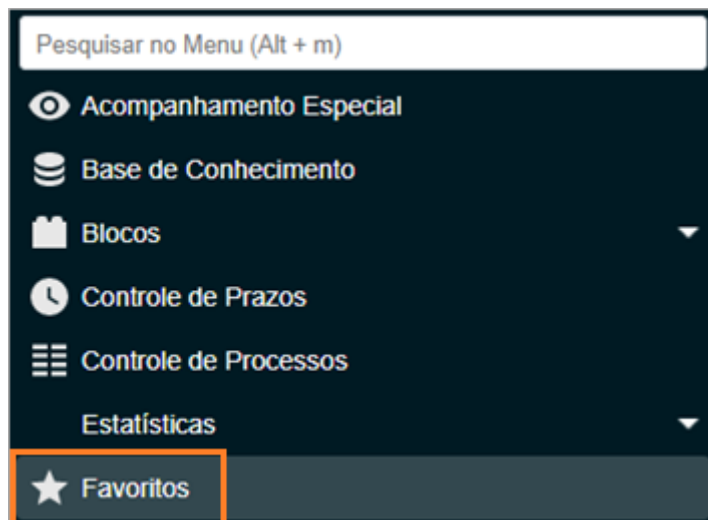 Pesquisar no Menu (Alt + m)
Acompanhamento Especial
Base de Conhecimento
Blocos
Controle de Prazos
Controle de Processos
Estatísticas
Favoritos